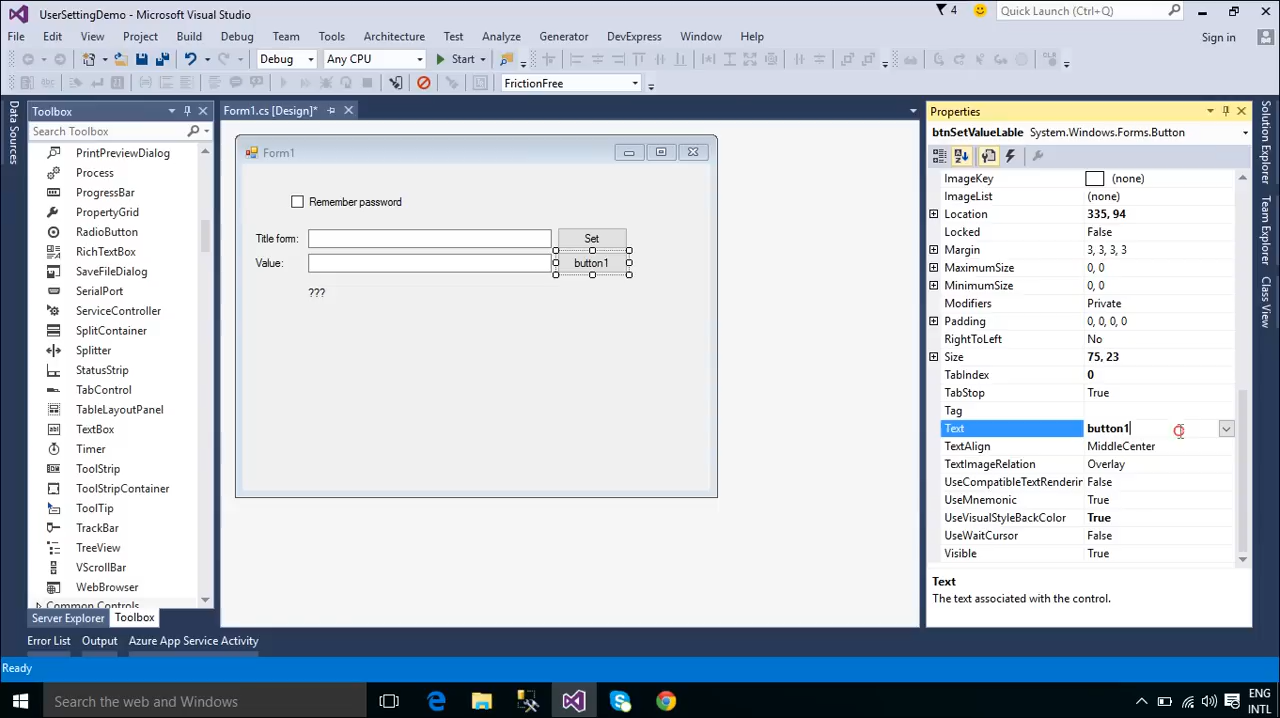 UserSettingDemo - Microsoft Visual Studio
4
Quick Launch (Ctrl+Q)
File Edit View Project Build Debug Team Tools Architecture Test Analyze Generator DevExpress Window Help
Sign in
Debug Any CPU Start
FrictionFree
Data Sources
Toolbox
Search Toolbox
PrintPreviewDialog
Process
ProgressBar
PropertyGrid
RadioButton
RichTextBox
SaveFileDialog
SerialPort
ServiceController
SplitContainer
Splitter
StatusStrip
TabControl
TableLayoutPanel
TextBox
Timer
ToolStrip
ToolStripContainer
ToolTip
TrackBar
TreeView
VScrollBar
WebBrowser
Common Controls
Server Explorer Toolbox
Form1.cs [Design]*
Form1
Remember password
Title form: Set
Value: button1
???
Properties
btnSetValueLable System.Windows.Forms.Button
ImageKey (none)
ImageList (none)
Location 335, 94
Locked False
Margin 3, 3, 3, 3
MaximumSize 0, 0
MinimumSize 0, 0
Modifiers Private
Padding 0, 0, 0, 0
RightToLeft No
Size 75, 23
TabIndex 0
TabStop True
Tag
Text button1
TextAlign MiddleCenter
TextImageRelation Overlay
UseCompatibleTextRenderin False
UseMnemonic True
UseVisualStyleBackColor True
UseWaitCursor False
Visible True
Text
The text associated with the control.
Solution Explorer
Team Explorer
Class View
Error List Output Azure App Service Activity
Ready
Search the web and Windows
ENG
INTL